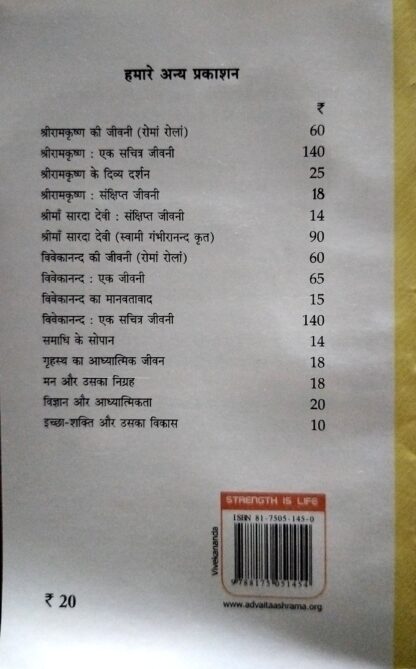 हमारे अन्य प्रकाशन
₹
श्रीरामकृष्ण की जीवनी (रोमां रोलां) 60
श्रीरामकृष्ण : एक सचित्र जीवनी 140
श्रीरामकृष्ण के दिव्य दर्शन 25
श्रीरामकृष्ण : संक्षिप्त जीवनी 18
श्रीमाँ सारदा देवी : संक्षिप्त जीवनी 14
श्रीमाँ सारदा देवी (स्वामी गंभीरानन्द कृत) 90
विवेकानन्द की जीवनी (रोमां रोलां) 60
विवेकानन्द : एक जीवनी 65
विवेकानन्द का मानवतावाद 15
विवेकानन्द : एक सचित्र जीवनी 140
समाधि के सोपान 14
गृहस्थ का आध्यात्मिक जीवन 18
मन और उसका निग्रह 18
विज्ञान और आध्यात्मिकता 20
इच्छा-शक्ति और उसका विकास 10
STRENGTH IS LIFE
ISBN 81-7505-145-0
Vivekananda
9 788175 051454
www.advaitaashrama.org
₹ 20